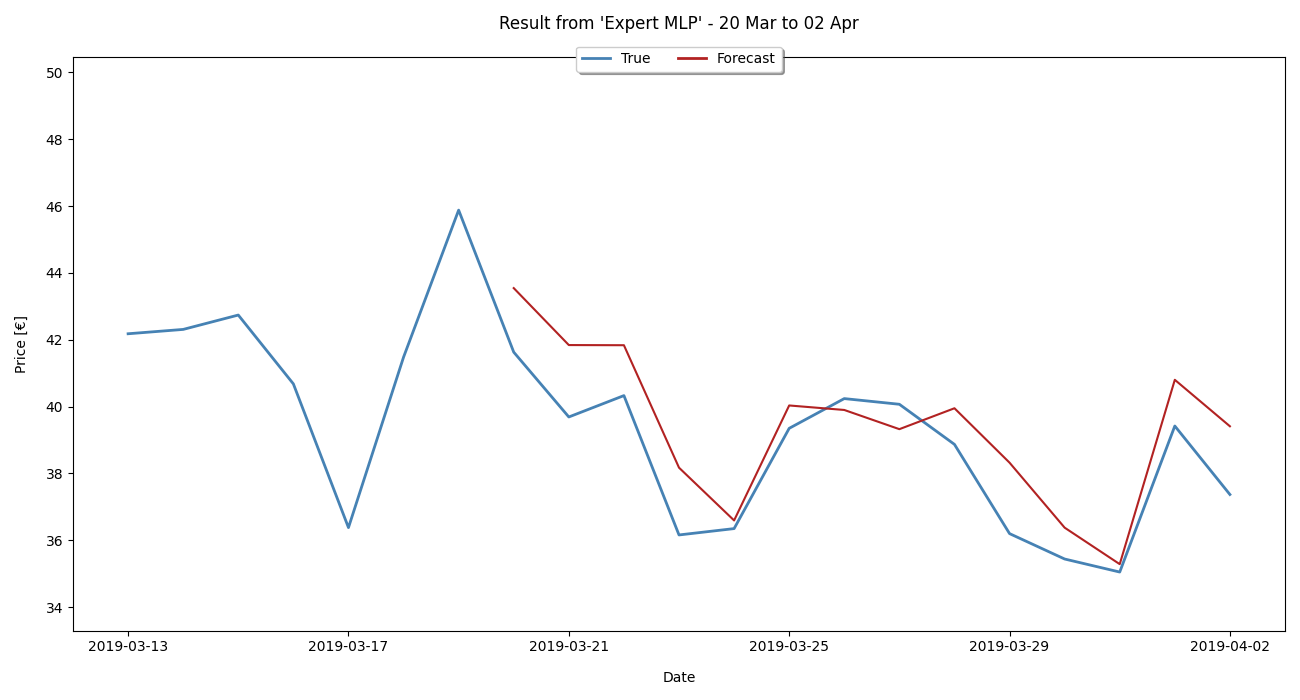 Result from 'Expert MLP' - 20 Mar to 02 Apr
True Forecast
50
48
46
44
42
40
38
36
34
Price [€]
2019-03-13 2019-03-17 2019-03-21 2019-03-25 2019-03-29 2019-04-02
Date